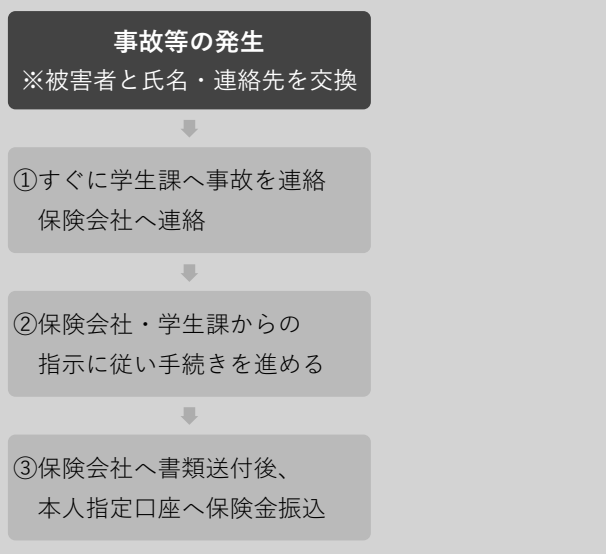 事故等の発生
※被害者と氏名・連絡先を交換
①すぐに学生課へ事故を連絡
保険会社へ連絡
②保険会社・学生課からの
指示に従い手続きを進める
③保険会社へ書類送付後、
本人指定口座へ保険金振込